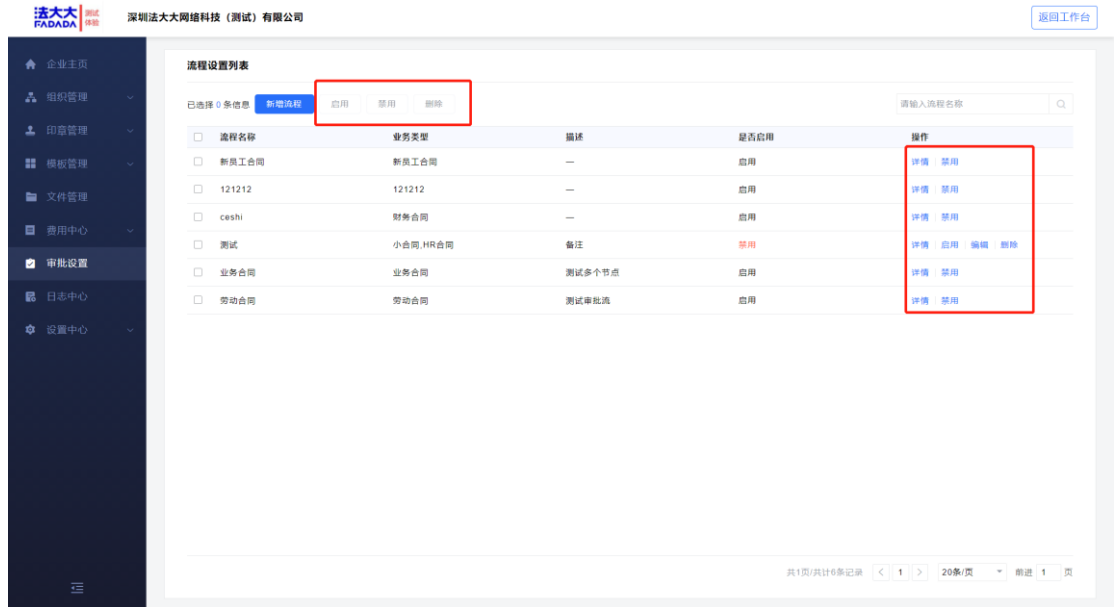 法大大 测试
FADADA 体验
深圳法大大网络科技（测试）有限公司
返回工作台
企业主页
组织管理
印章管理
模板管理
文件管理
费用中心
审批设置
日志中心
设置中心
流程设置列表
已选择 0 条信息 新增流程 启用 禁用 删除 请输入流程名称
流程名称 业务类型 描述 是否启用 操作
新员工合同 新员工合同 — 启用 详情 禁用
121212 121212 — 启用 详情 禁用
ceshi 财务合同 — 启用 详情 禁用
测试 小合同,HR合同 备注 禁用 详情 启用 编辑 删除
业务合同 业务合同 测试多个节点 启用 详情 禁用
劳动合同 劳动合同 测试审批流 启用 详情 禁用
共1页/共计6条记录 < 1 > 20条/页 前进 1 页